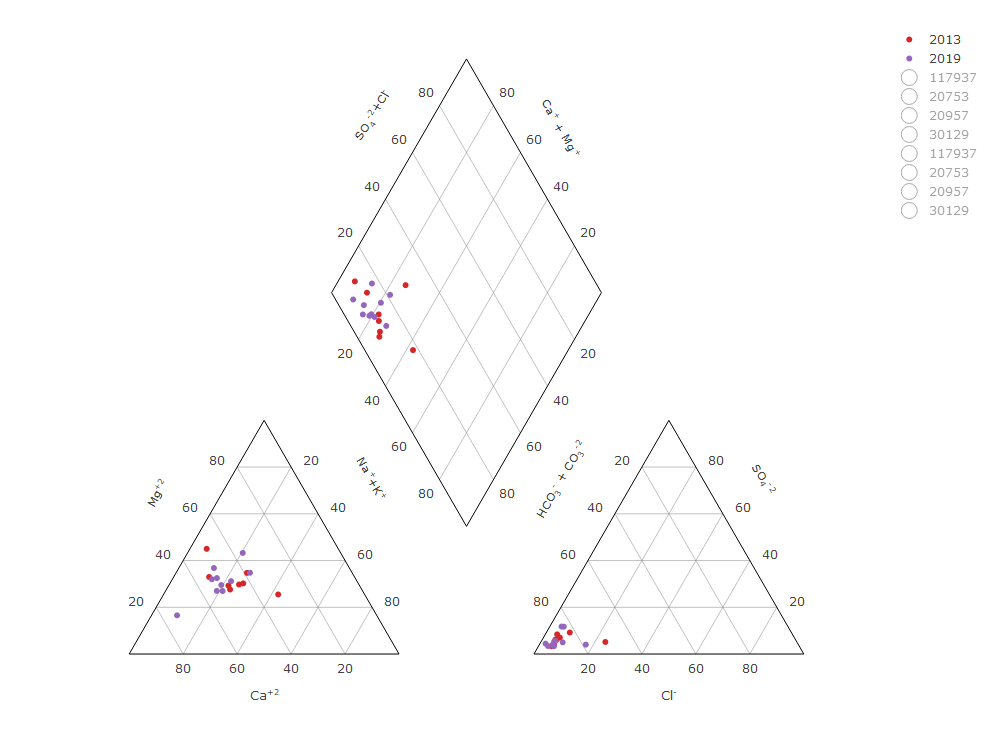 2013
2019
117937
20753
20957
30129
117937
20753
20957
30129
SO₄⁻²+Cl⁻
Ca⁺ + Mg⁺
80 80
60 60
40 40
20 20
20 20
40 40
60 60
80 80
Na⁺+K⁺
HCO₃⁻ + CO₃⁻²
Mg⁺²
SO₄⁻²
80 20
60 40
40 60
20 80
80 60 40 20
Ca⁺²
20 80
40 60
60 40
80 20
20 40 60 80
Cl⁻